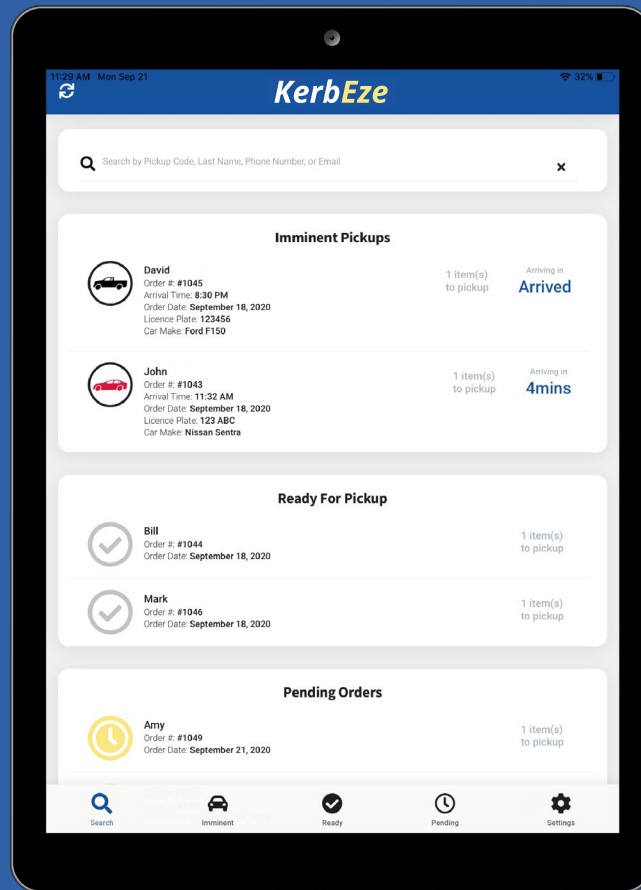 11:29 AM Mon Sep 21
32%
KerbEze
Search by Pickup Code, Last Name, Phone Number, or Email
Imminent Pickups
David
Order #: #1045
Arrival Time: 8:30 PM
Order Date: September 18, 2020
Licence Plate: 123456
Car Make: Ford F150
1 item(s)
to pickup
Arriving in
Arrived
John
Order #: #1043
Arrival Time: 11:32 AM
Order Date: September 18, 2020
Licence Plate: 123 ABC
Car Make: Nissan Sentra
1 item(s)
to pickup
Arriving in
4mins
Ready For Pickup
Bill
Order #: #1044
Order Date: September 18, 2020
1 item(s)
to pickup
Mark
Order #: #1046
Order Date: September 18, 2020
1 item(s)
to pickup
Pending Orders
Amy
Order #: #1049
Order Date: September 21, 2020
1 item(s)
to pickup
Search
Imminent
Ready
Pending
Settings